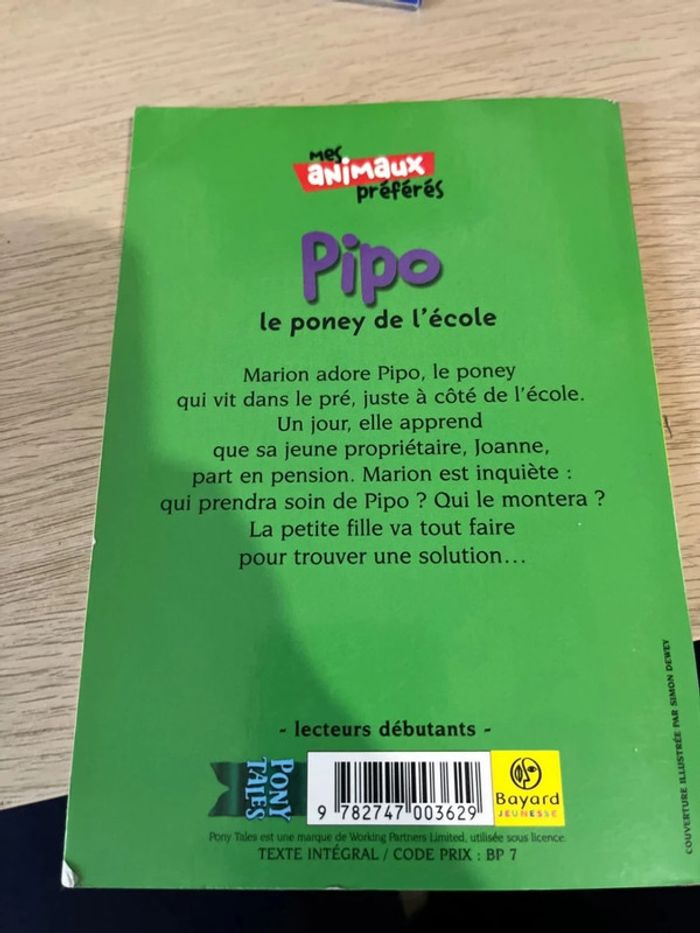 mes
animaux
préférés
Pipo
le poney de l'école
Marion adore Pipo, le poney
qui vit dans le pré, juste à côté de l'école.
Un jour, elle apprend
que sa jeune propriétaire, Joanne,
part en pension. Marion est inquiète :
qui prendra soin de Pipo ? Qui le montera ?
La petite fille va tout faire
pour trouver une solution…
- lecteurs débutants -
PONY
TALES
9 782747 003629
Bayard
JEUNESSE
Pony Tales est une marque de Working Partners Limited, utilisée sous licence.
TEXTE INTÉGRAL / CODE PRIX : BP 7
COUVERTURE ILLUSTRÉE PAR SIMON DEWEY